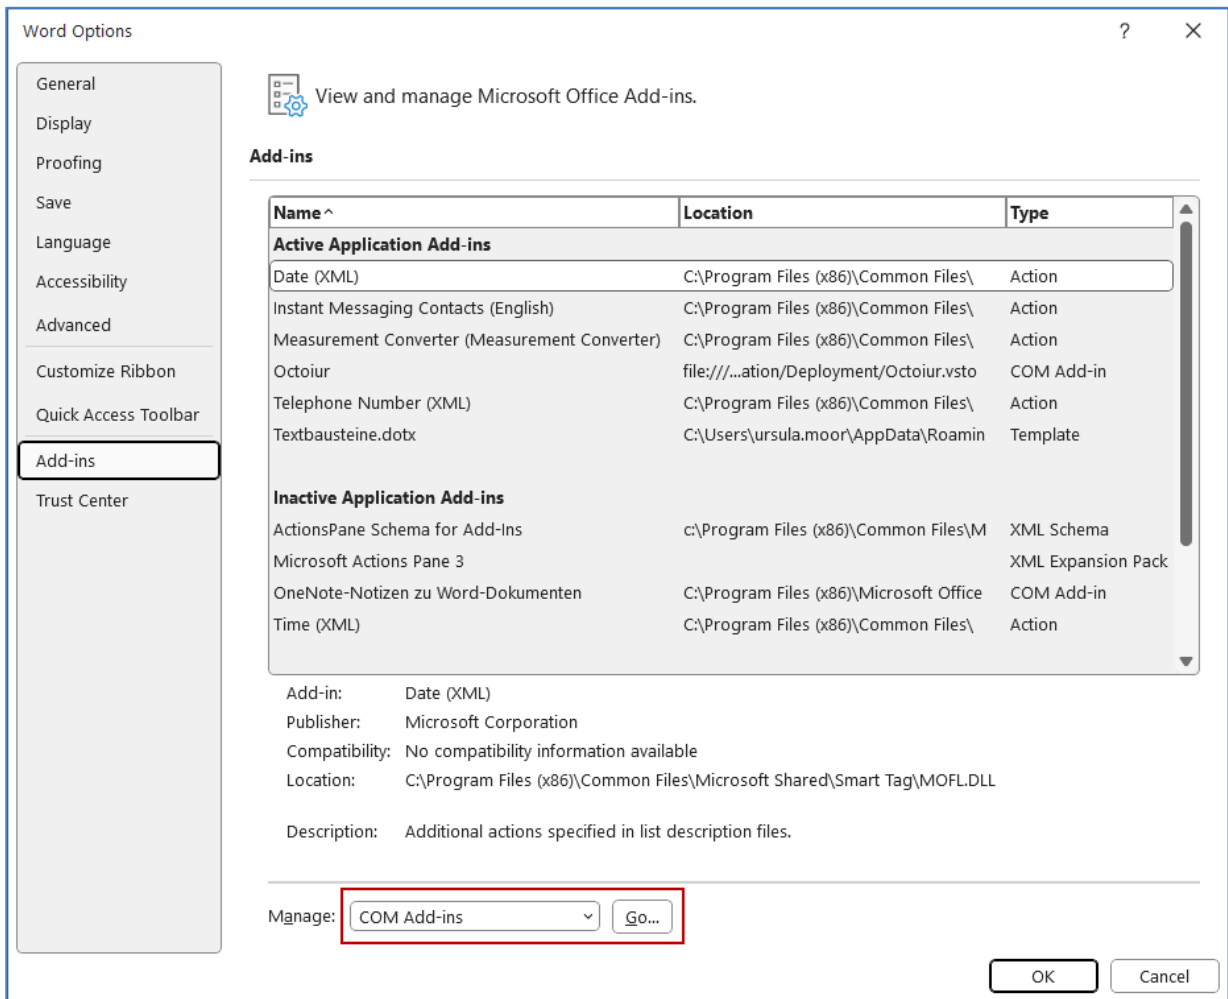 Word Options ?
General
Display
Proofing
Save
Language
Accessibility
Advanced
Customize Ribbon
Quick Access Toolbar
Add-ins
Trust Center
View and manage Microsoft Office Add-ins.
Add-ins
Name Location Type
Active Application Add-ins
Date (XML) C:\Program Files (x86)\Common Files\ Action
Instant Messaging Contacts (English) C:\Program Files (x86)\Common Files\ Action
Measurement Converter (Measurement Converter) C:\Program Files (x86)\Common Files\ Action
Octoiur file:///...ation/Deployment/Octoiur.vsto COM Add-in
Telephone Number (XML) C:\Program Files (x86)\Common Files\ Action
Textbausteine.dotx C:\Users\ursula.moor\AppData\Roamin Template
Inactive Application Add-ins
ActionsPane Schema for Add-Ins c:\Program Files (x86)\Common Files\M XML Schema
Microsoft Actions Pane 3 XML Expansion Pack
OneNote-Notizen zu Word-Dokumenten C:\Program Files (x86)\Microsoft Office COM Add-in
Time (XML) C:\Program Files (x86)\Common Files\ Action
Add-in: Date (XML)
Publisher: Microsoft Corporation
Compatibility: No compatibility information available
Location: C:\Program Files (x86)\Common Files\Microsoft Shared\Smart Tag\MOFL.DLL
Description: Additional actions specified in list description files.
Manage: COM Add-ins Go...
OK Cancel